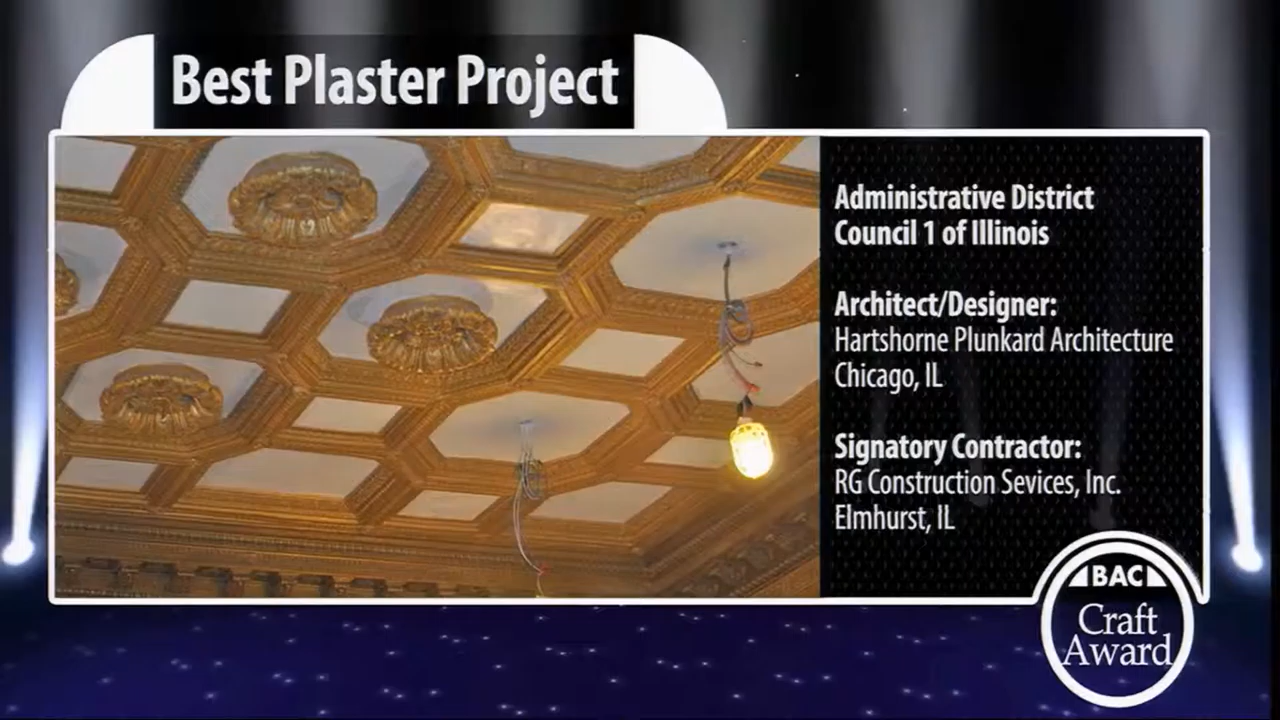 Best Plaster Project
Administrative District
Council 1 of Illinois
Architect/Designer:
Hartshorne Plunkard Architecture
Chicago, IL
Signatory Contractor:
RG Construction Sevices, Inc.
Elmhurst, IL
BAC
Craft
Award